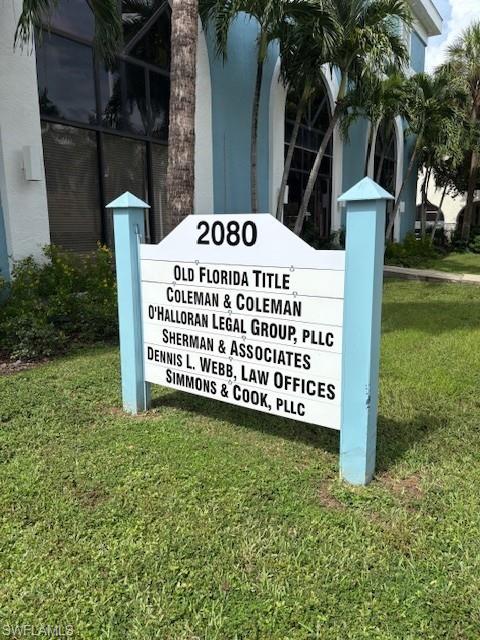 2080
OLD FLORIDA TITLE
COLEMAN & COLEMAN
O'HALLORAN LEGAL GROUP, PLLC
SHERMAN & ASSOCIATES
DENNIS L. WEBB, LAW OFFICES
SIMMONS & COOK, PLLC
SWFLAMLS